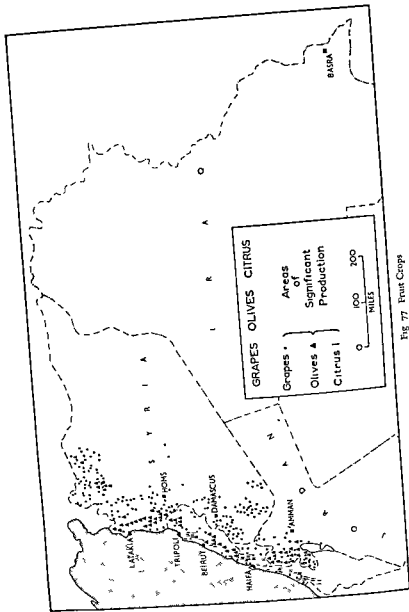 SYRIA
IRAQ
LATAKIA
HOMS
TRIPOLI
BEIRUT
DAMASCUS
HAIFA
AMMAN
BASRA
GRAPES OLIVES CITRUS
Grapes
Olives
Citrus
Areas
of
Significant
Production
0 100 200
MILES
Fig 77 Fruit Crops